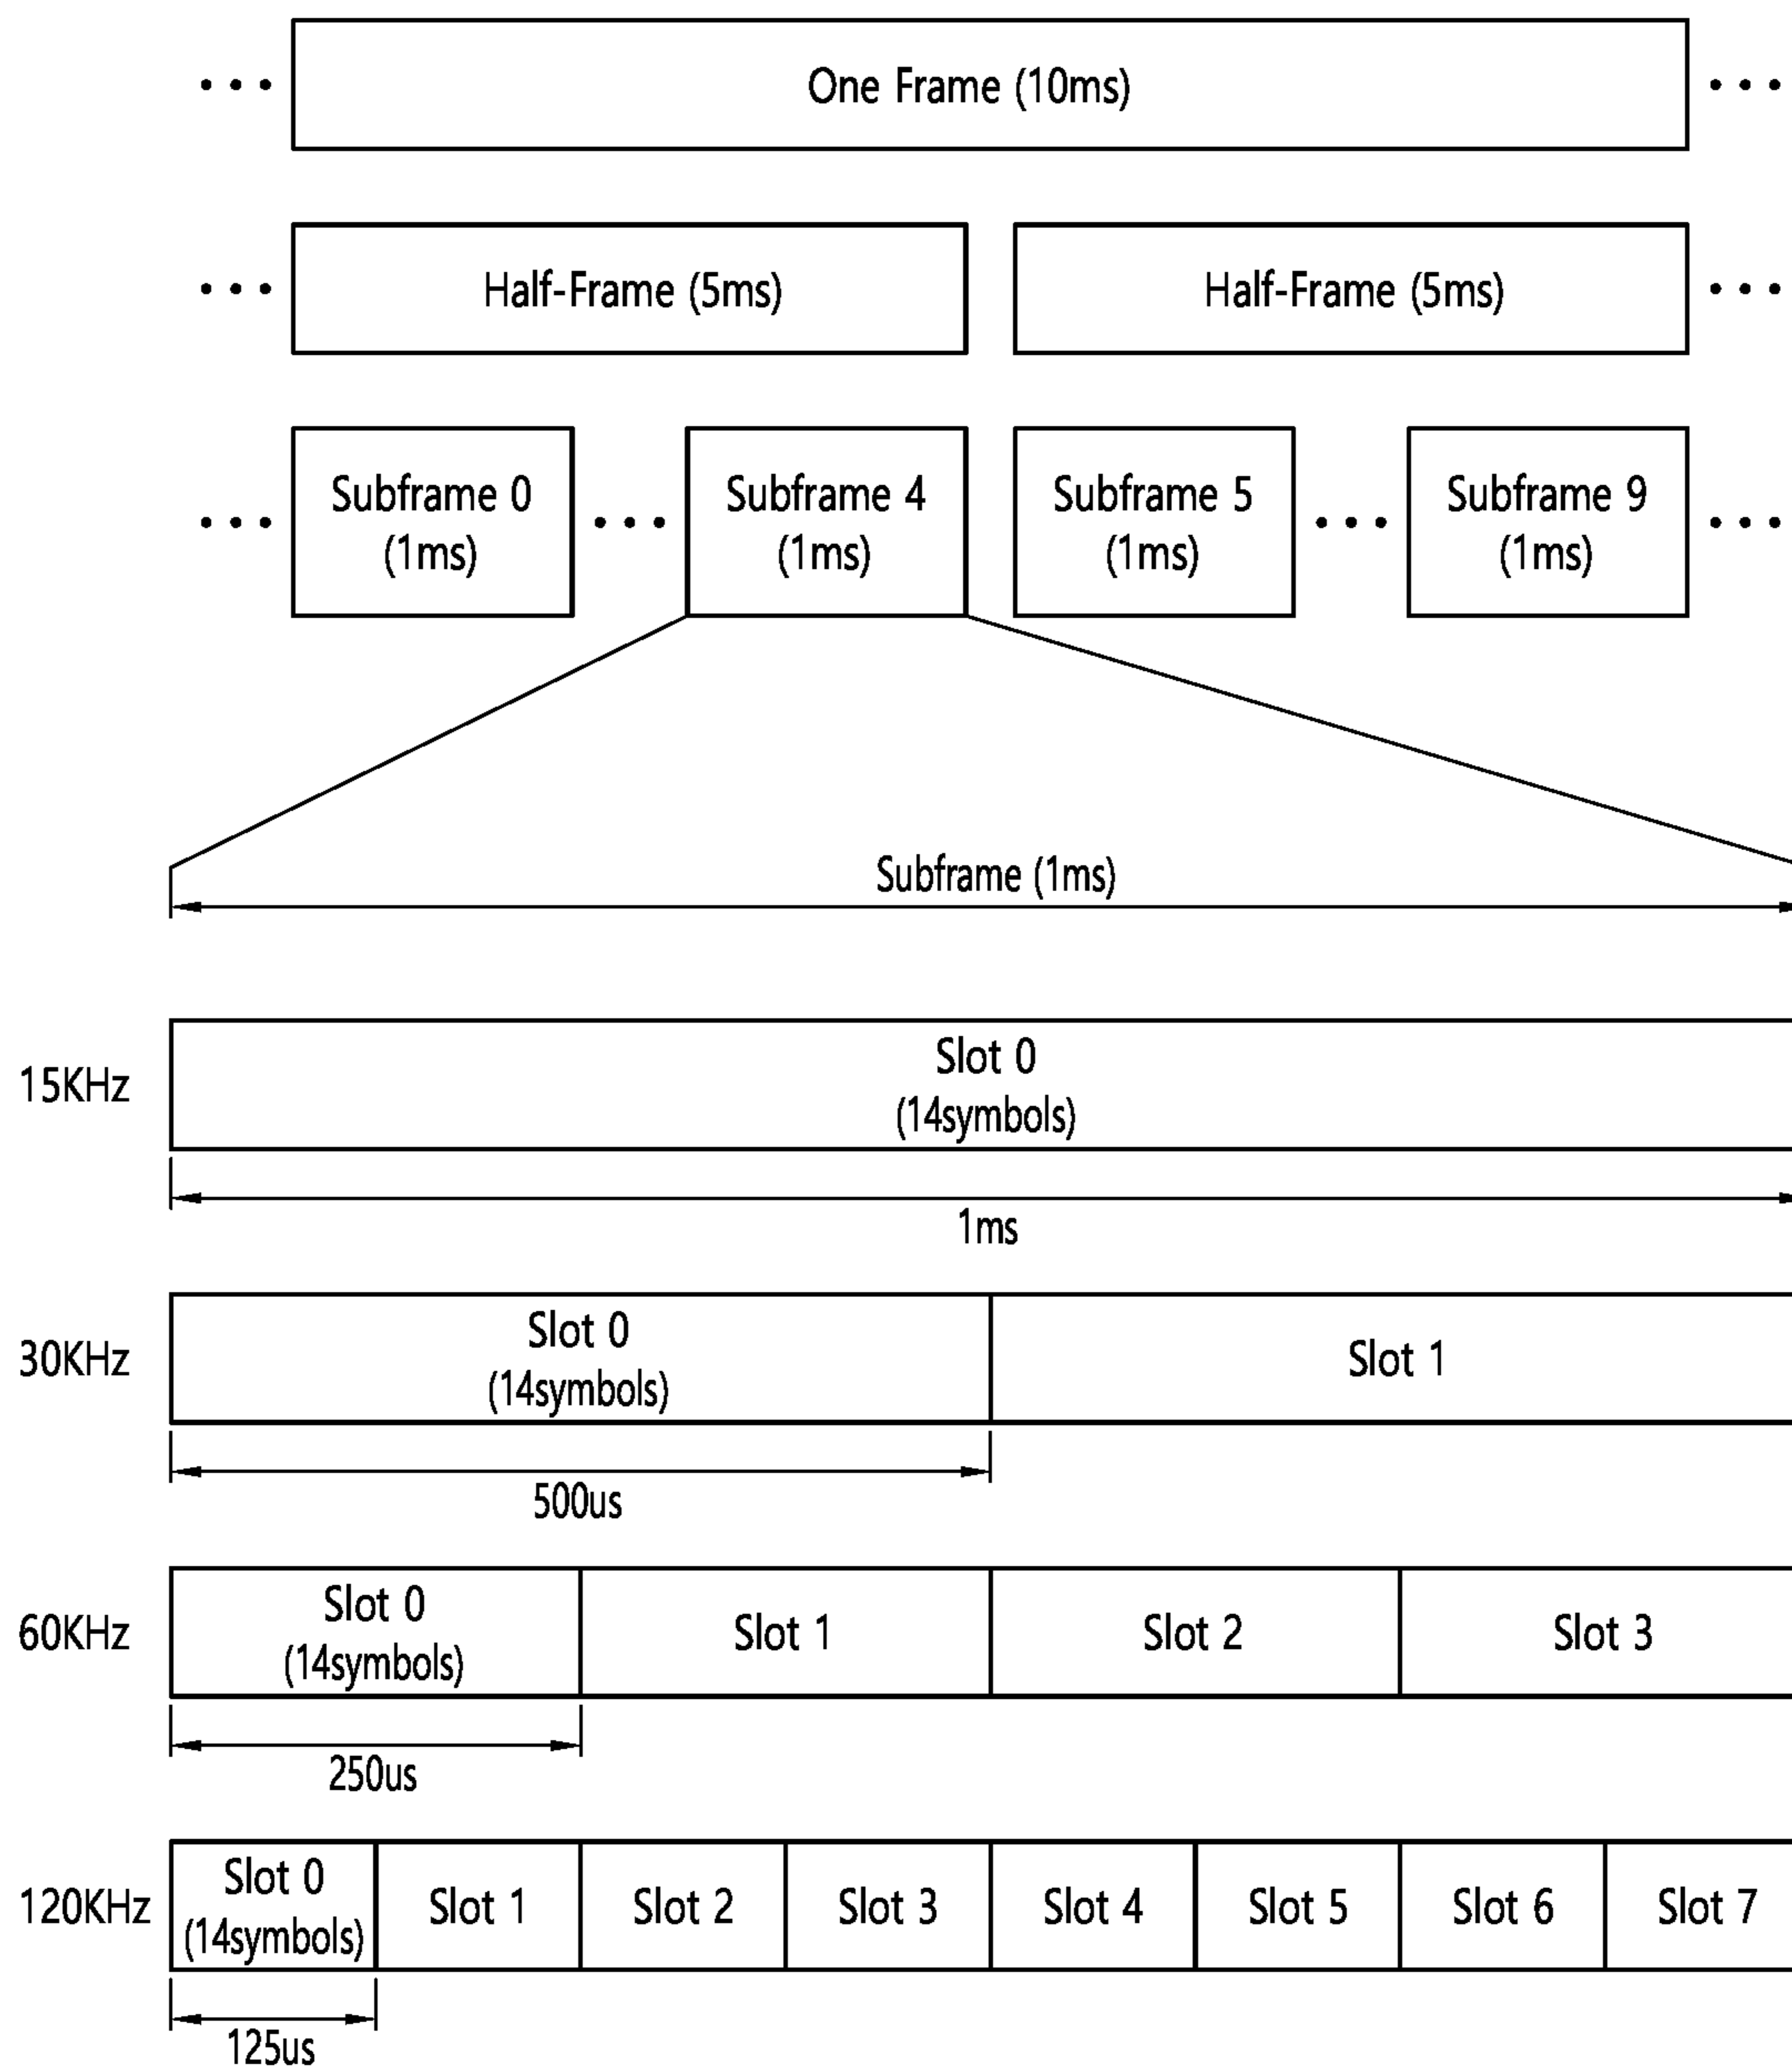 One Frame (10ms)
Half-Frame (5ms)
Half-Frame (5ms)
Subframe 0
(1ms)
Subframe 4
(1ms)
Subframe 5
(1ms)
Subframe 9
(1ms)
Subframe (1ms)
15KHz
Slot 0
(14symbols)
1ms
30KHz
Slot 0
(14symbols)
Slot 1
500us
60KHz
Slot 0
(14symbols)
Slot 1
Slot 2
Slot 3
250us
120KHz
Slot 0
(14symbols)
Slot 1
Slot 2
Slot 3
Slot 4
Slot 5
Slot 6
Slot 7
125us